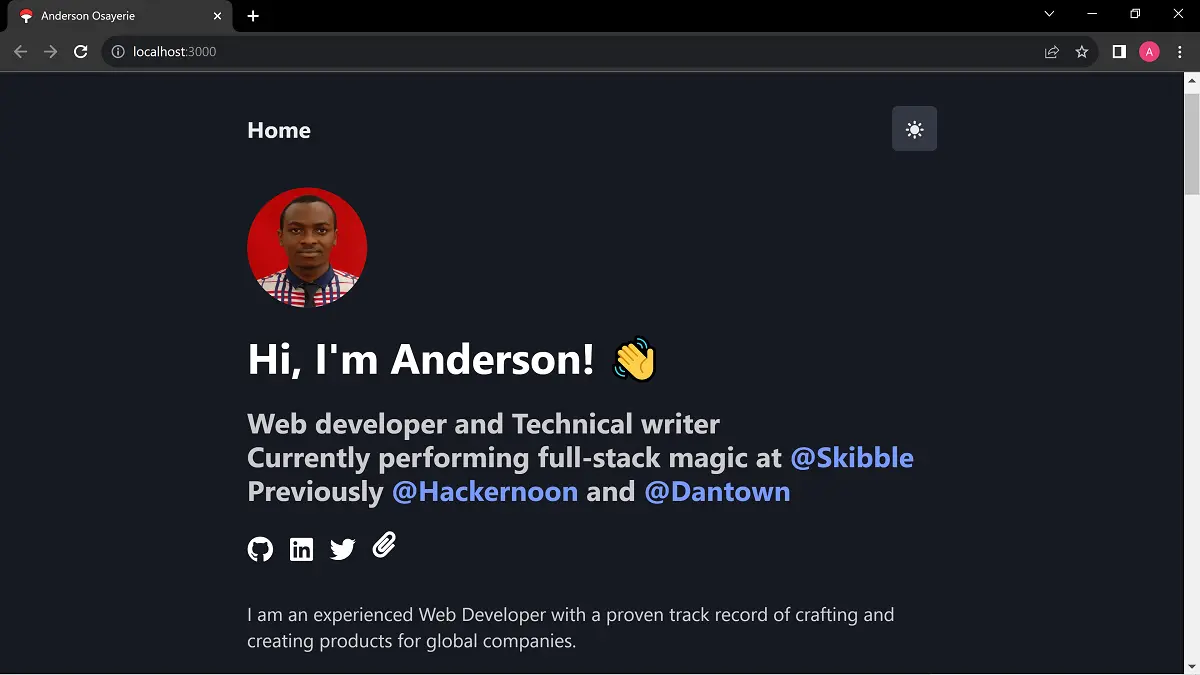 Anderson Osayerie
localhost:3000
A
Home
Hi, I'm Anderson! 👋
Web developer and Technical writer
Currently performing full-stack magic at @Skibble
Previously @Hackernoon and @Dantown
in
I am an experienced Web Developer with a proven track record of crafting and
creating products for global companies.